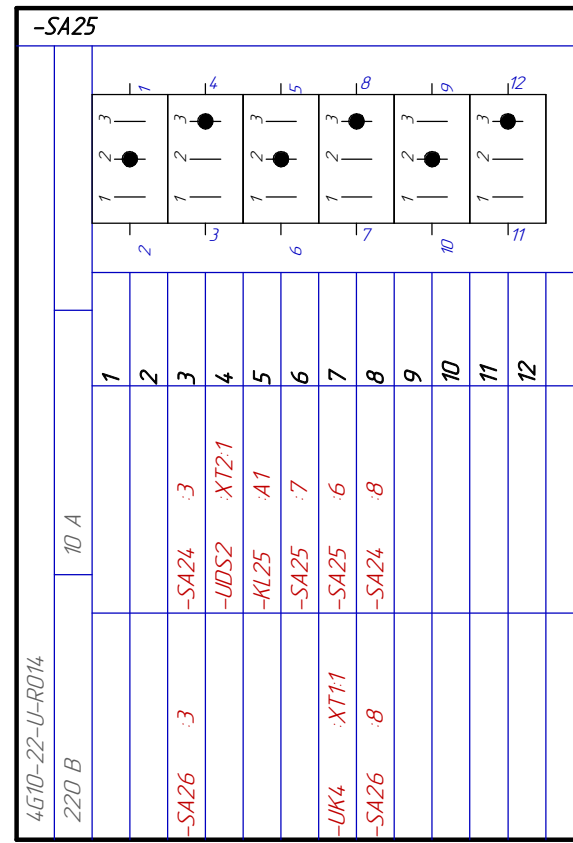 -SA25
1 4 5 8 9 12
3 3 3 3 3 3
2 2 2 2 2 2
1 1 1 1 1 1
2 3 6 7 10 11
4G10-22-U-R014
220 В 10 А
1
2
3 -SA24 :3 -SA26 :3
4 -UDS2 :XT2:1
5 -KL25 :A1
6 -SA25 :7
7 -SA25 :6 -UK4 :XT1:1
8 -SA24 :8 -SA26 :8
9
10
11
12